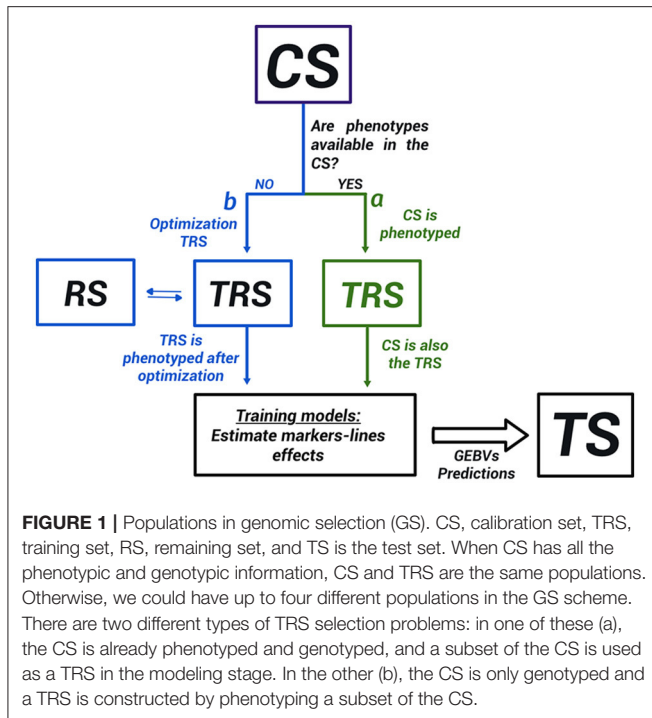 CS
Are phenotypes
available in the
CS?
NO
YES
b
a
Optimization
TRS
CS is
phenotyped
RS
TRS
TRS
TRS is
phenotyped after
optimization
CS is also
the TRS
Training models:
Estimate markers-lines
effects
GEBVs
Predictions
TS
FIGURE 1 | Populations in genomic selection (GS). CS, calibration set, TRS,
training set, RS, remaining set, and TS is the test set. When CS has all the
phenotypic and genotypic information, CS and TRS are the same populations.
Otherwise, we could have up to four different populations in the GS scheme.
There are two different types of TRS selection problems: in one of these (a),
the CS is already phenotyped and genotyped, and a subset of the CS is used
as a TRS in the modeling stage. In the other (b), the CS is only genotyped and
a TRS is constructed by phenotyping a subset of the CS.